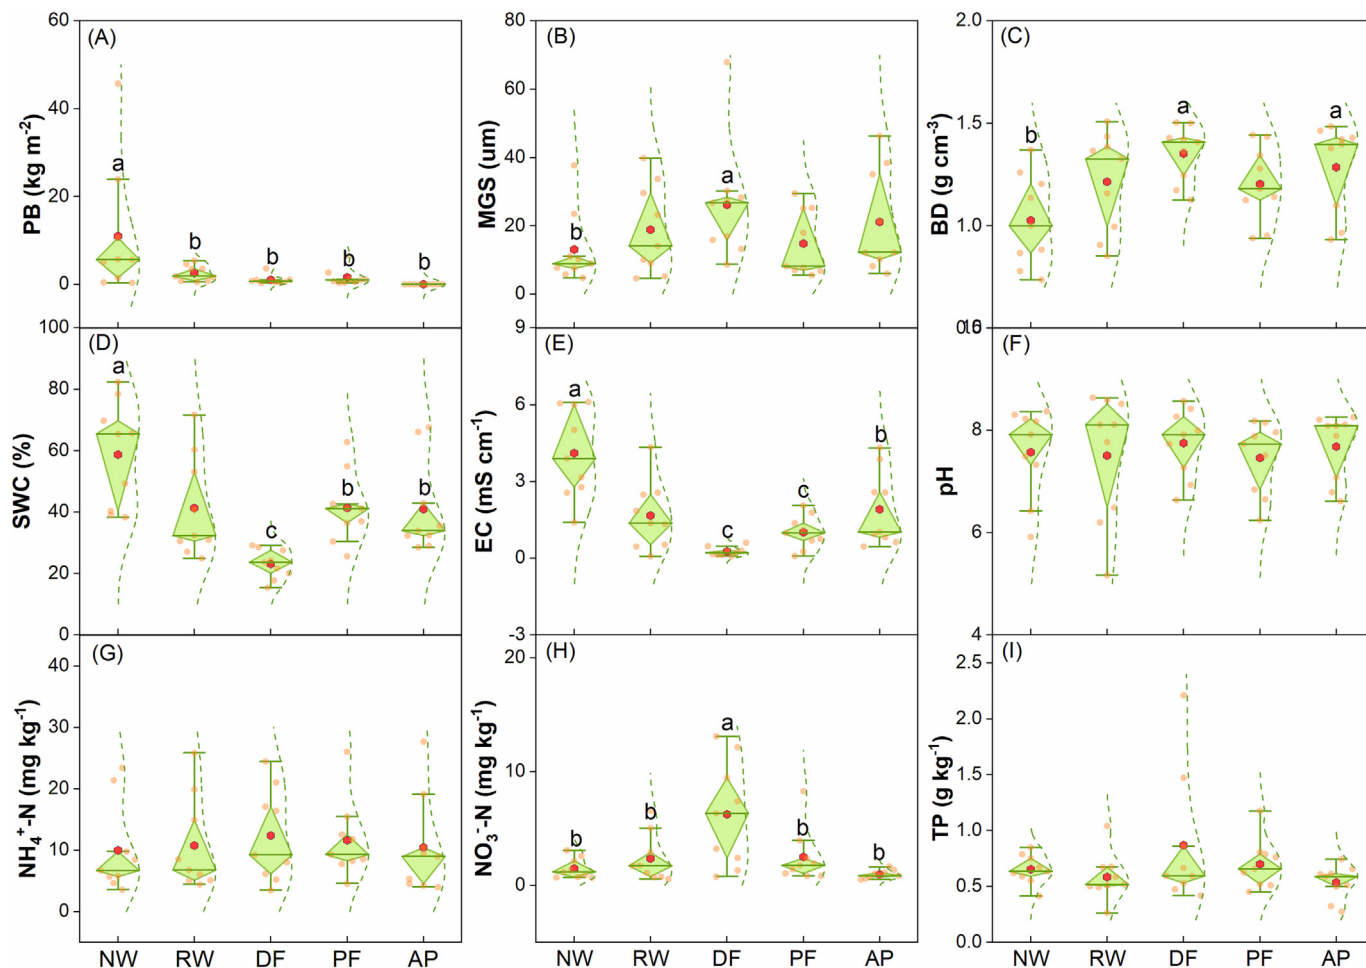 (A)
PB (kg m-2)
60
40
20
0
a
b
b
b
b
(B)
MGS (um)
80
60
40
20
0
b
a
(C)
BD (g cm-3)
2.0
1.5
1.0
b
a
a
(D)
SWC (%)
100
80
60
40
20
0
a
c
b
b
(E)
EC (mS cm-1)
9
6
3
0
-3
a
c
c
b
(F)
pH
8
6
4
(G)
NH4+-N (mg kg-1)
40
30
20
10
0
NW RW DF PF AP
(H)
NO3--N (mg kg-1)
20
10
0
b
b
a
b
b
NW RW DF PF AP
(I)
TP (g kg-1)
2.5
2.0
1.5
1.0
0.5
0.0
NW RW DF PF AP